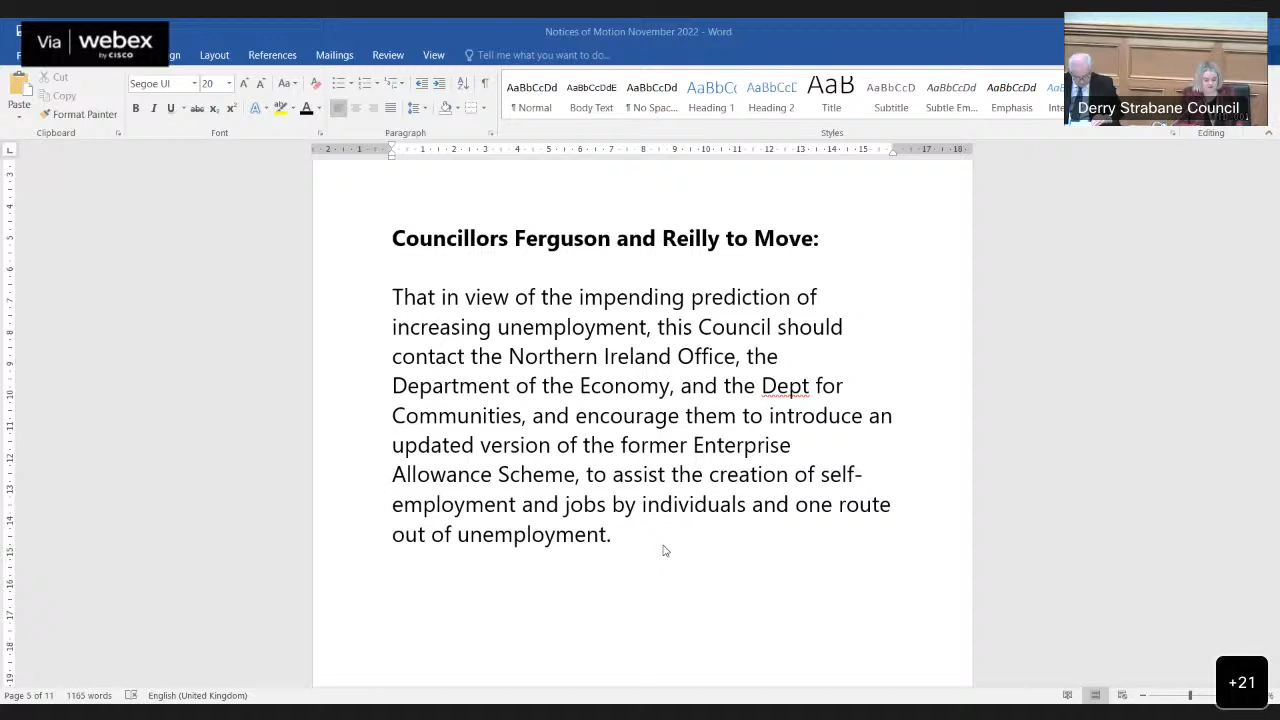 Via webex
by CISCO
Notices of Motion November 2022 - Word
Layout References Mailings Review View Tell me what you want to do...
Cut
Copy
Format Painter
Paste
Segoe UI 20
AaBbCcDd AaBbCcDdE AaBbCcDd AaBbC AaBbCcD AaB AaBbCcD AaBbCcDd AaBbCcDd
¶ Normal Body Text ¶ No Spac... Heading 1 Heading 2 Title Subtitle Subtle Em... Emphasis
Clipboard Font Paragraph Styles Editing
Derry Strabane Council
Councillors Ferguson and Reilly to Move:
That in view of the impending prediction of
increasing unemployment, this Council should
contact the Northern Ireland Office, the
Department of the Economy, and the Dept for
Communities, and encourage them to introduce an
updated version of the former Enterprise
Allowance Scheme, to assist the creation of self-
employment and jobs by individuals and one route
out of unemployment.
Page 5 of 11 1165 words English (United Kingdom)
+21